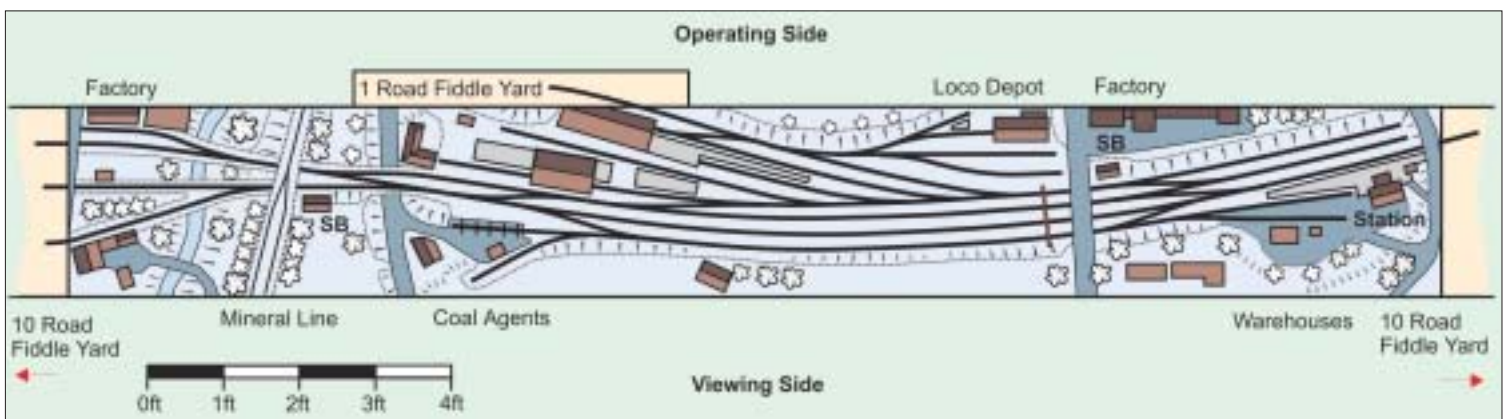 Operating Side
Factory
1 Road Fiddle Yard
Loco Depot
Factory
SB
SB
Station
10 Road
Fiddle Yard
Mineral Line
Coal Agents
Warehouses
10 Road
Fiddle Yard
0ft 1ft 2ft 3ft 4ft
Viewing Side